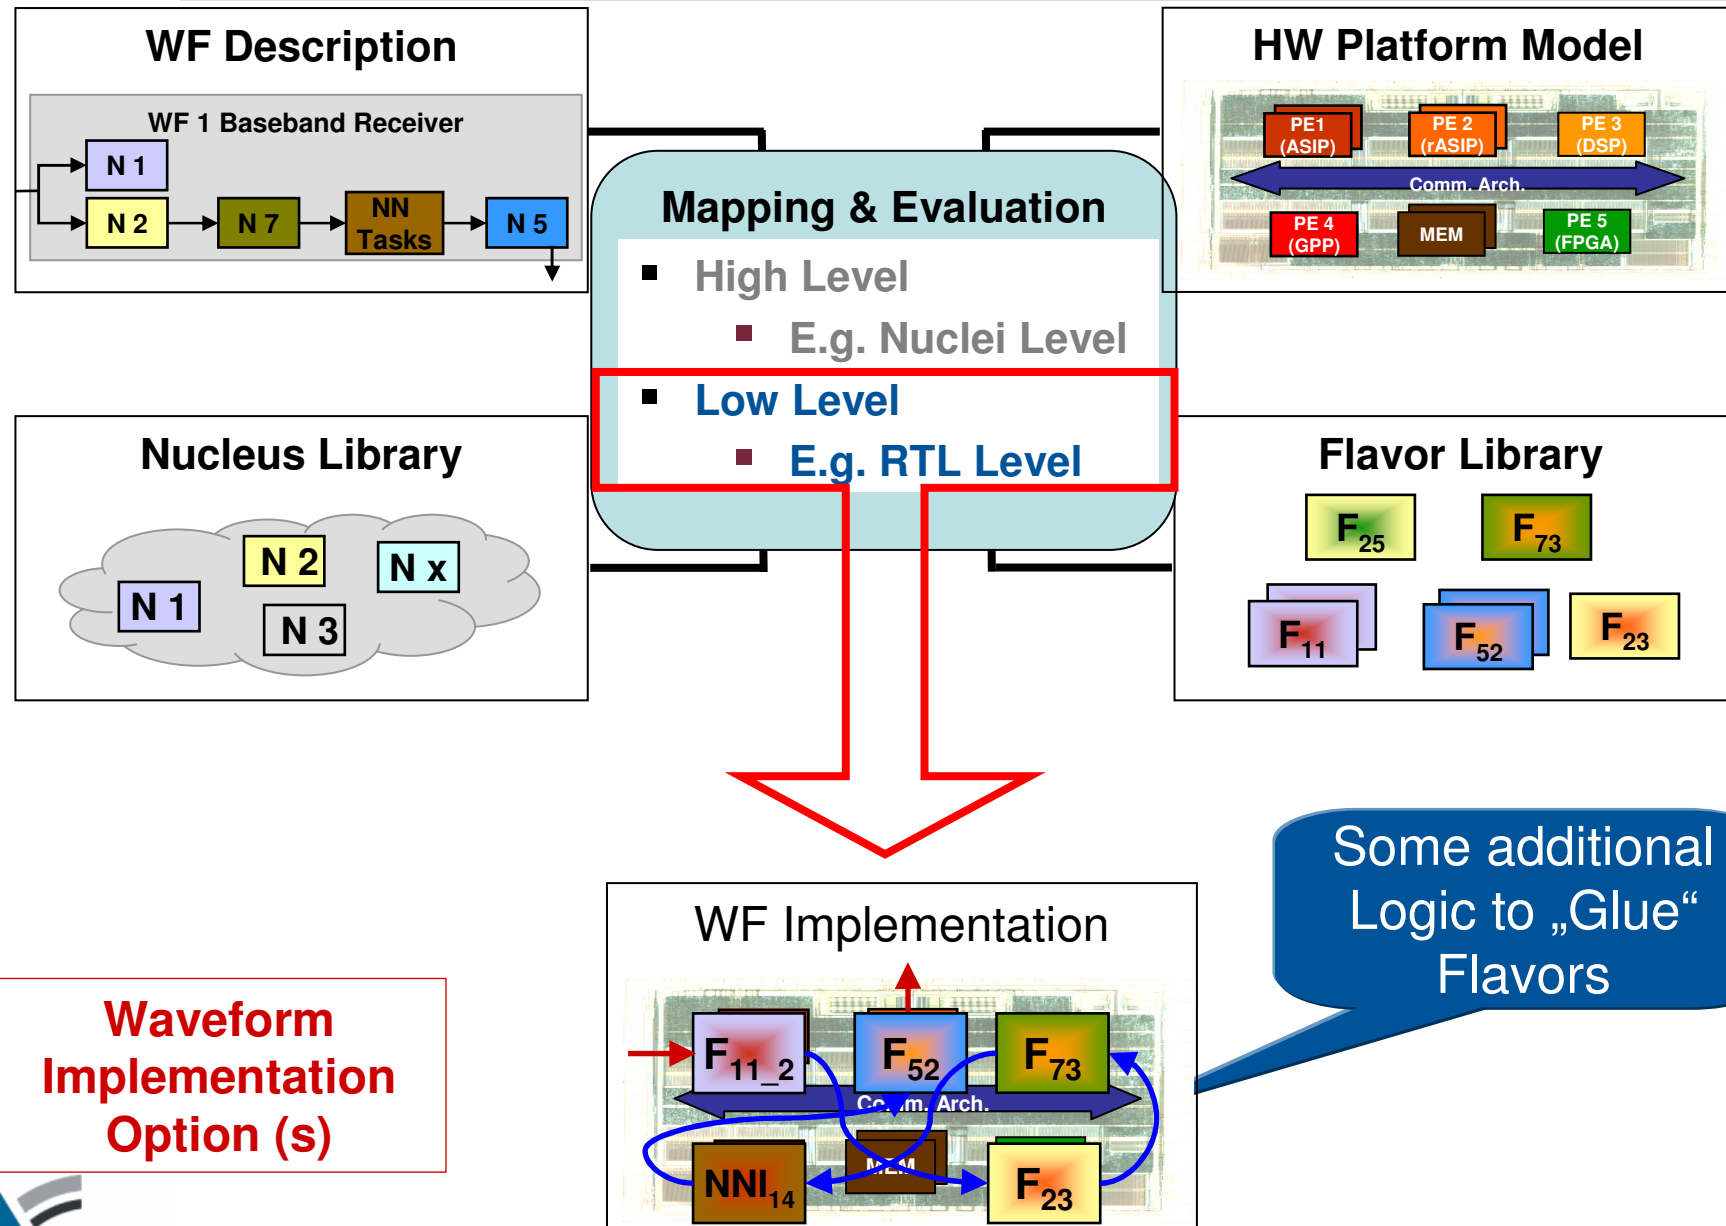 WF Description
WF 1 Baseband Receiver
N 1
N 2
N 7
NN
Tasks
N 5
HW Platform Model
PE1
(ASIP)
PE 2
(rASIP)
PE 3
(DSP)
Comm. Arch.
PE 4
(GPP)
MEM
PE 5
(FPGA)
Mapping & Evaluation
High Level
E.g. Nuclei Level
Low Level
E.g. RTL Level
Nucleus Library
N 1
N 2
N 3
N x
Flavor Library
F25
F73
F11
F52
F23
Some additional
Logic to „Glue“
Flavors
WF Implementation
F11_2
F52
F73
Comm. Arch.
NNI14
MEM
F23
Waveform
Implementation
Option (s)